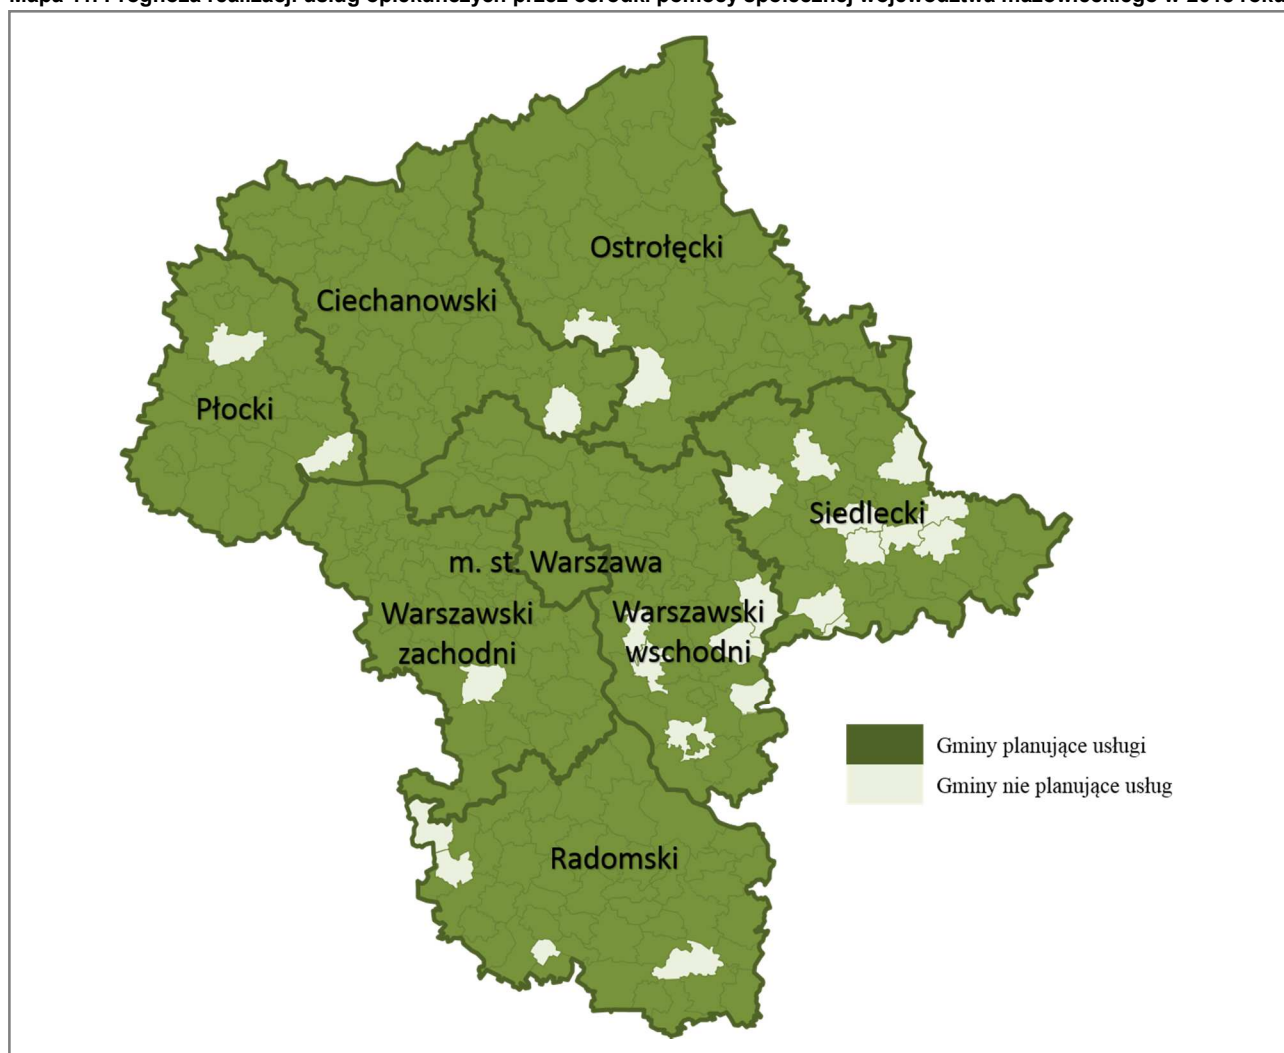 Ostrołęcki
Ciechanowski
Płocki
Siedlecki
m. st. Warszawa
Warszawski
zachodni
Warszawski
wschodni
Gminy planujące usługi
Gminy nie planujące usług
Radomski